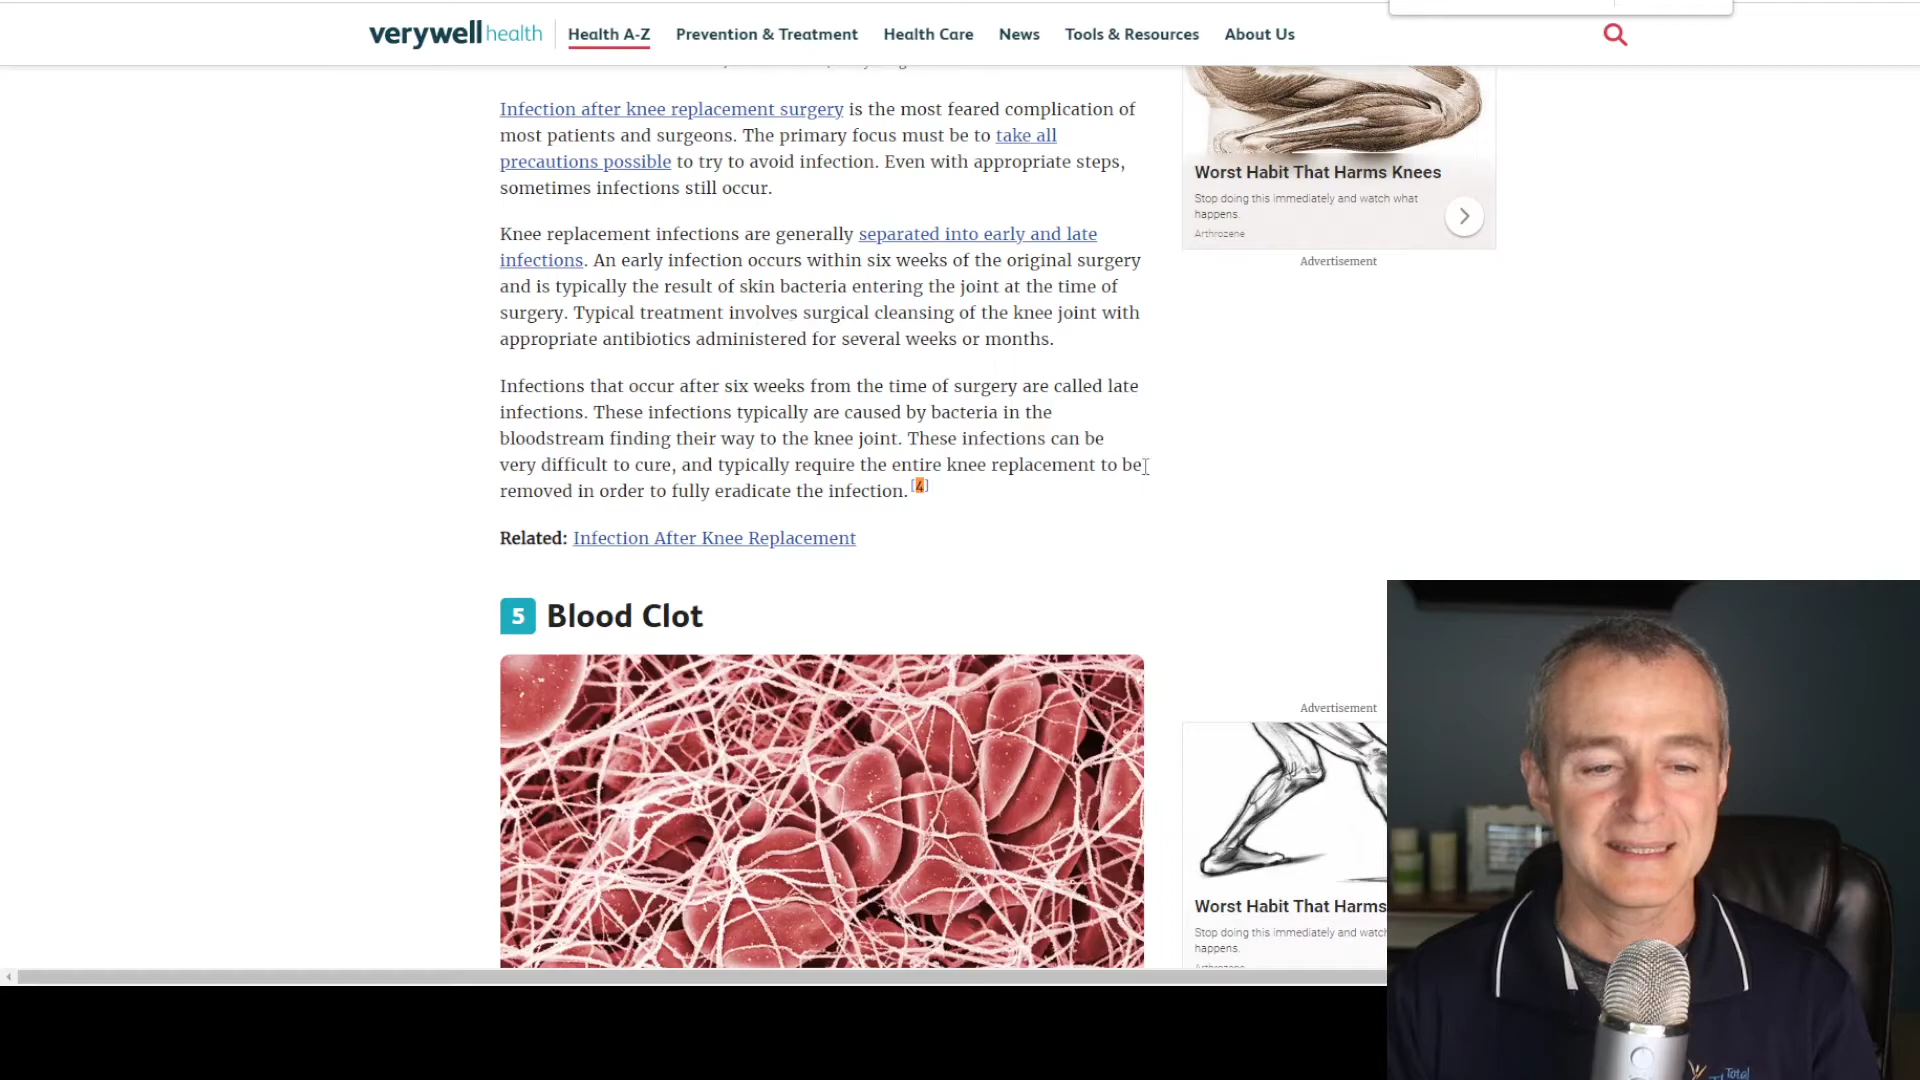 verywell health
Health A-Z
Prevention & Treatment
Health Care
News
Tools & Resources
About Us
Infection after knee replacement surgery is the most feared complication of
most patients and surgeons. The primary focus must be to take all
precautions possible to try to avoid infection. Even with appropriate steps,
sometimes infections still occur.
Knee replacement infections are generally separated into early and late
infections. An early infection occurs within six weeks of the original surgery
and is typically the result of skin bacteria entering the joint at the time of
surgery. Typical treatment involves surgical cleansing of the knee joint with
appropriate antibiotics administered for several weeks or months.
Infections that occur after six weeks from the time of surgery are called late
infections. These infections typically are caused by bacteria in the
bloodstream finding their way to the knee joint. These infections can be
very difficult to cure, and typically require the entire knee replacement to be
removed in order to fully eradicate the infection. [4]
Related: Infection After Knee Replacement
5 Blood Clot
Worst Habit That Harms Knees
Stop doing this immediately and watch what
happens.
Arthrozene
Advertisement
Advertisement
Worst Habit That Harms
Stop doing this immediately and watch
happens.
Total